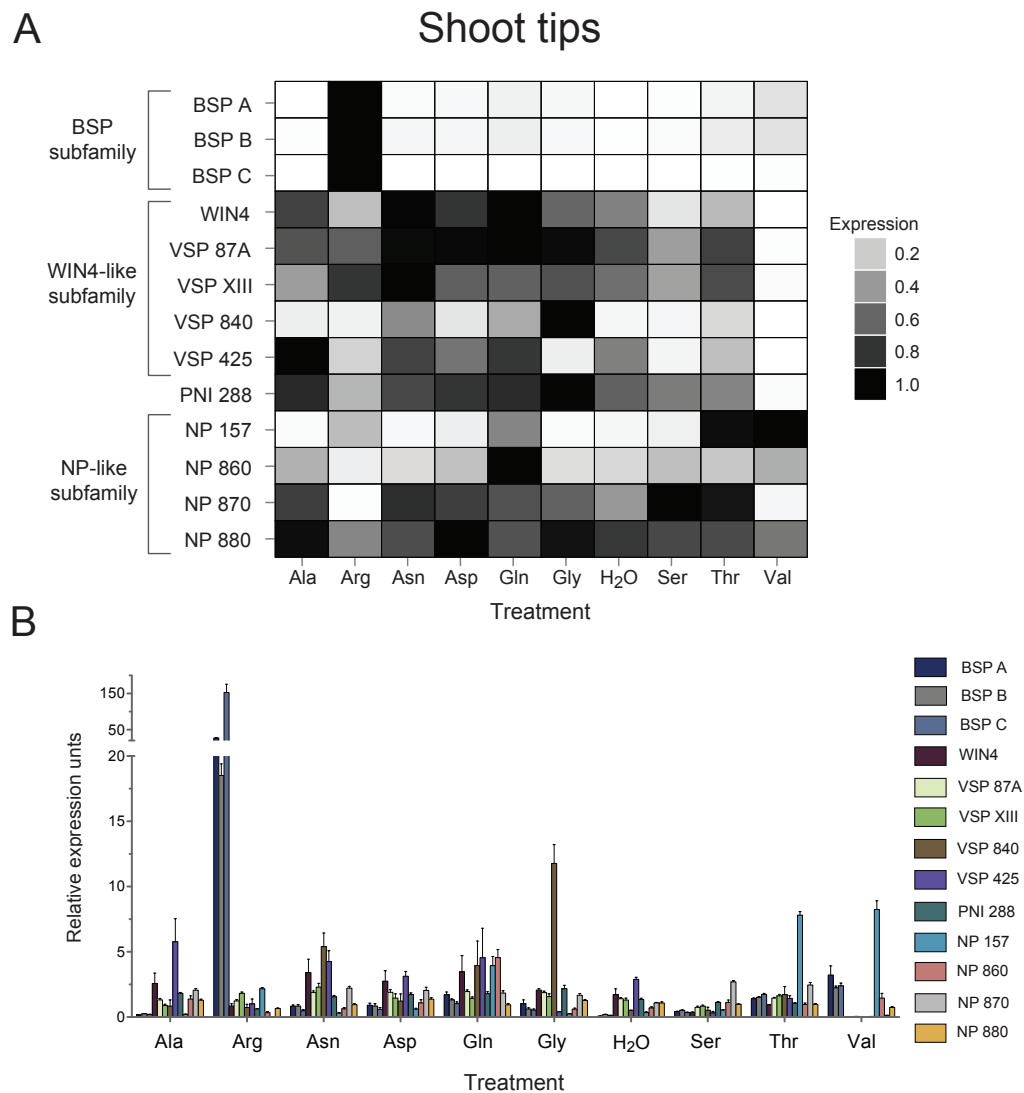 A
Shoot tips
BSP
subfamily
WIN4-like
subfamily
NP-like
subfamily
BSP A
BSP B
BSP C
WIN4
VSP 87A
VSP XIII
VSP 840
VSP 425
PNI 288
NP 157
NP 860
NP 870
NP 880
Ala Arg Asn Asp Gln Gly H₂O Ser Thr Val
Treatment
Expression
0.2
0.4
0.6
0.8
1.0
B
Relative expression unts
150
50
20
15
10
5
0
Ala Arg Asn Asp Gln Gly H₂O Ser Thr Val
Treatment
BSP A
BSP B
BSP C
WIN4
VSP 87A
VSP XIII
VSP 840
VSP 425
PNI 288
NP 157
NP 860
NP 870
NP 880